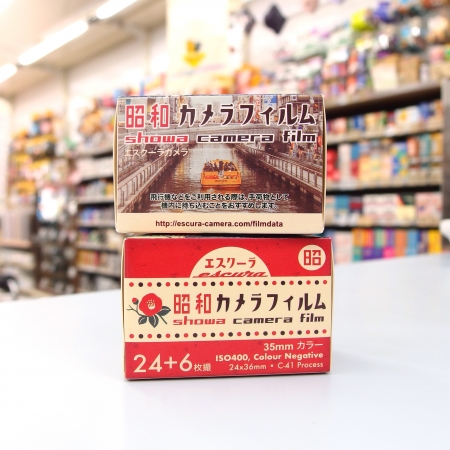 昭和カメラフィルム
showa camera film
エスクーラカメラ
飛行機などをご利用される際は、手荷物として
機内に持ち込むことをおすすめします。
http://escura-camera.com/filmdata
エスクーラ
escura
昭
昭和カメラフィルム
showa camera film
35mm カラー
24+6枚撮
ISO400, Colour Negative
24x36mm • C-41 Process